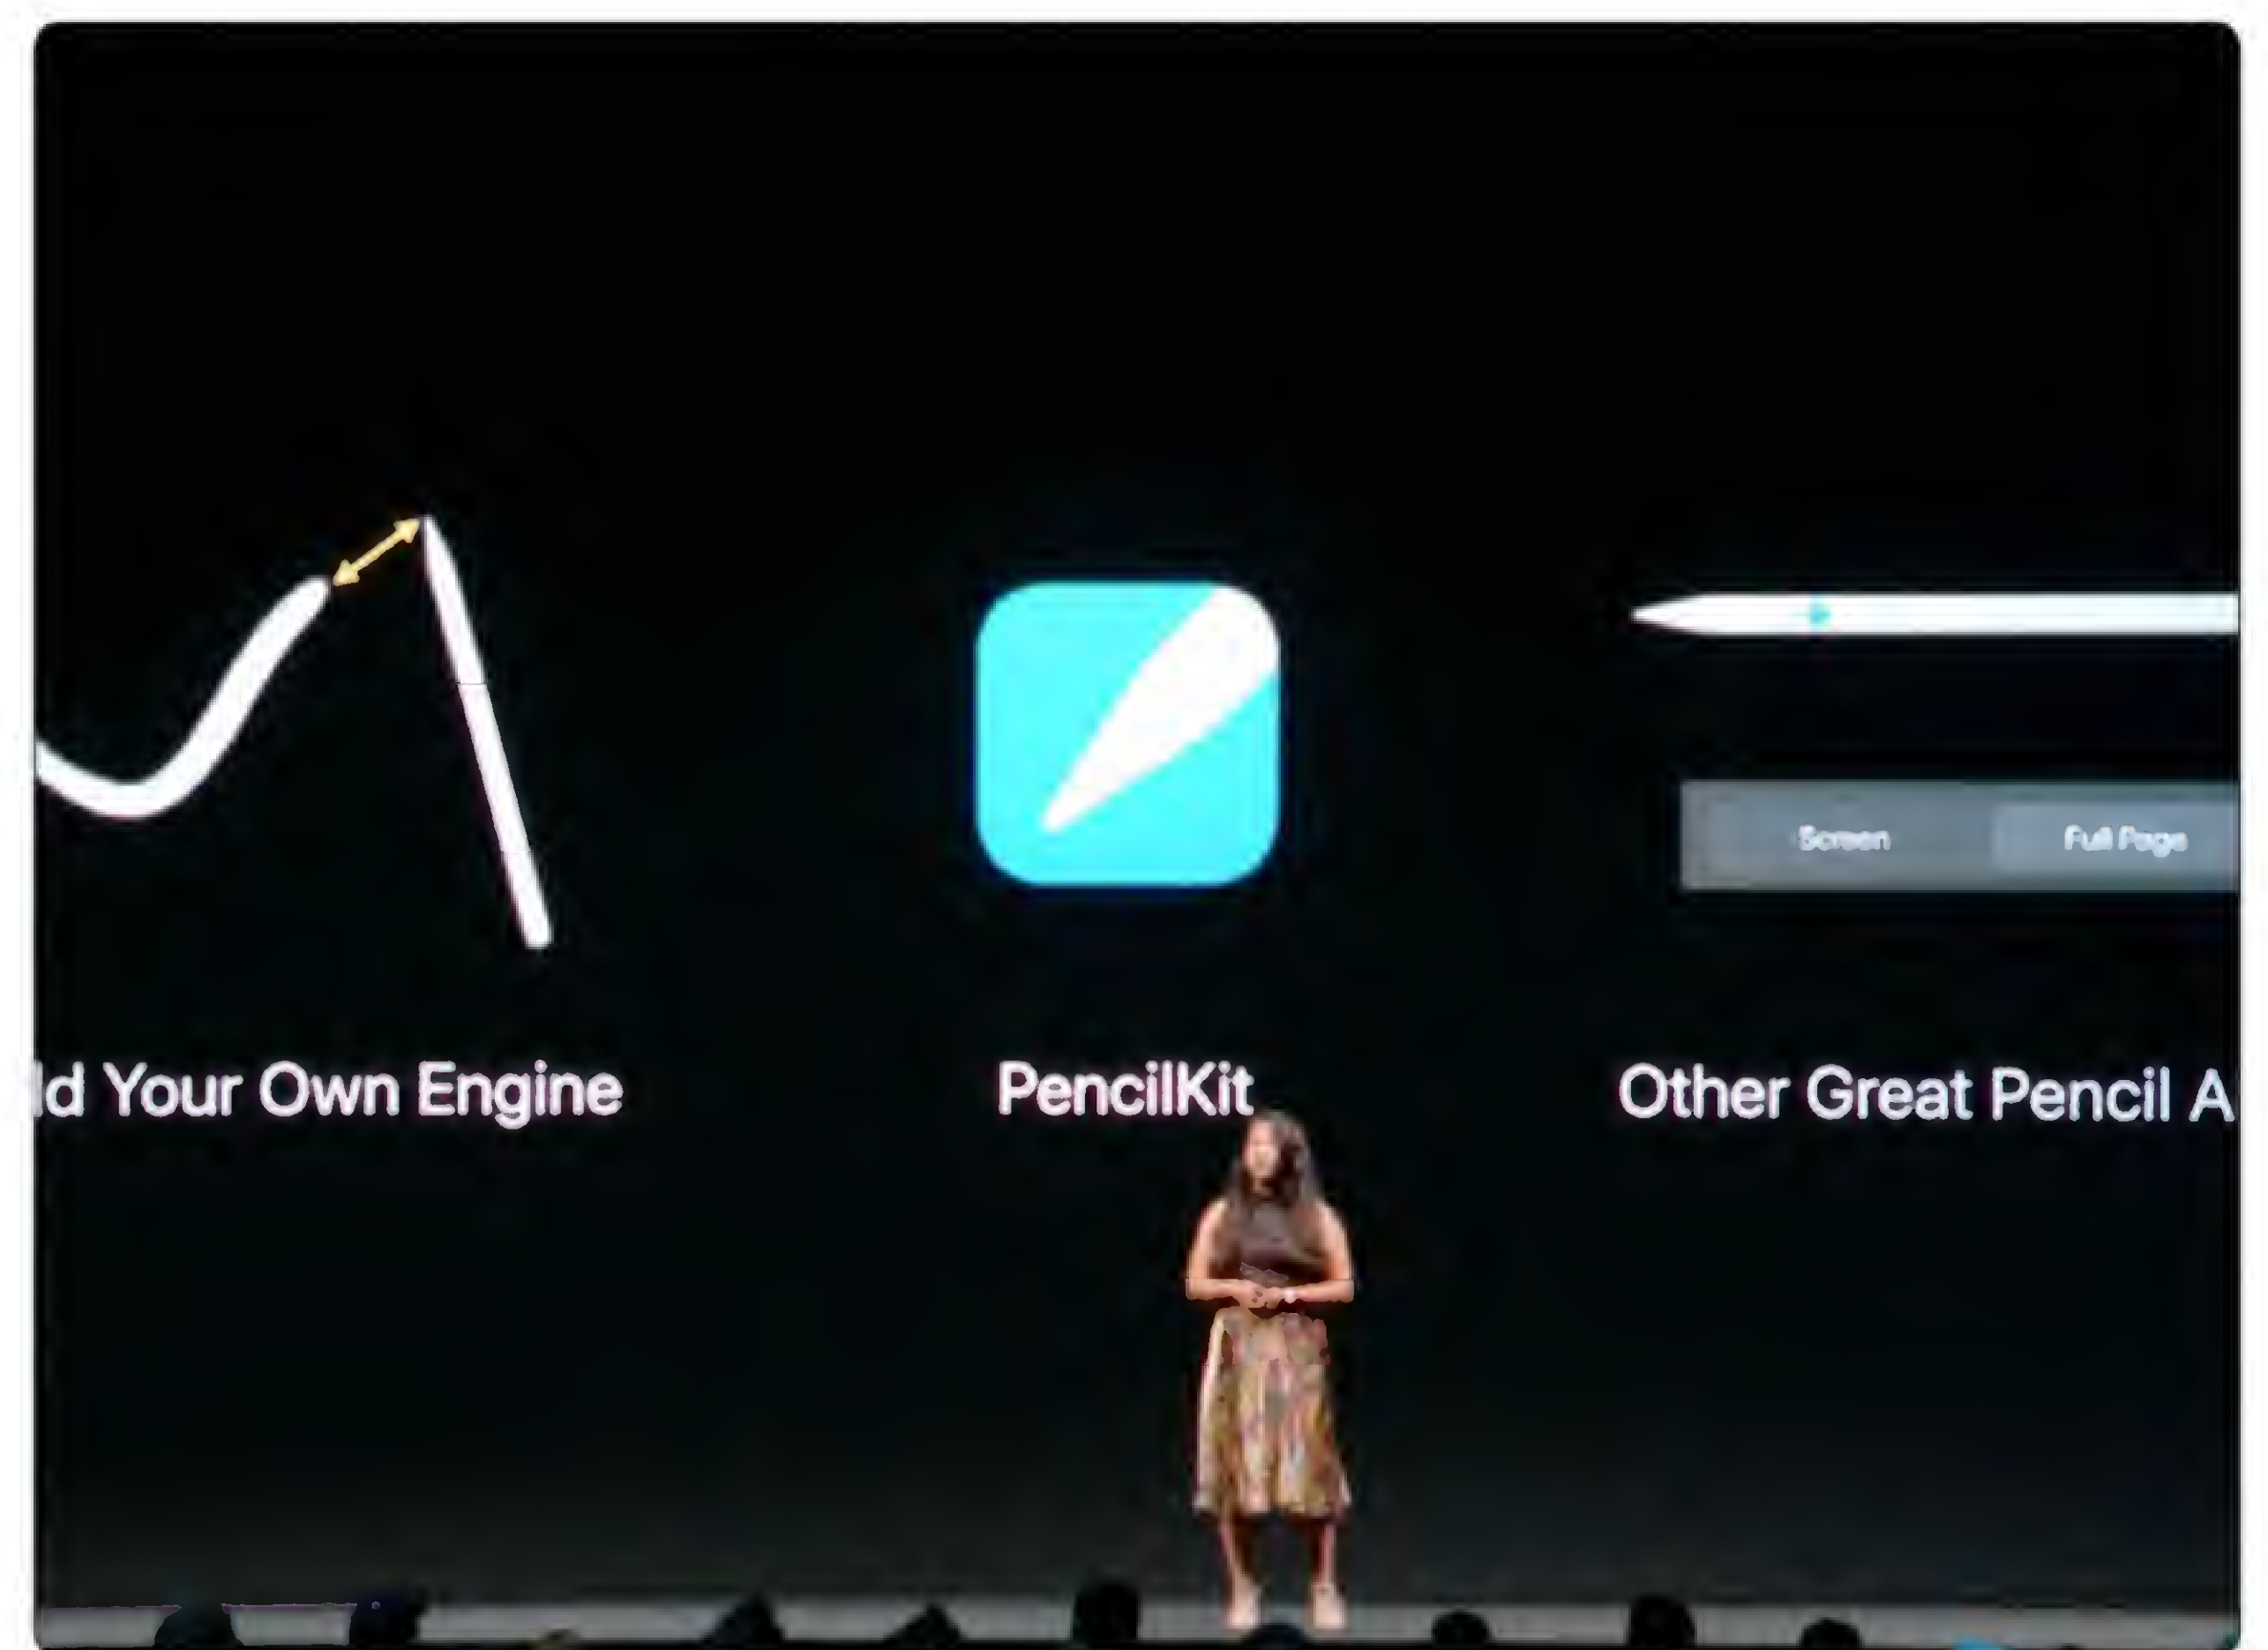 Screen
Full Page
ld Your Own Engine
PencilKit
Other Great Pencil A